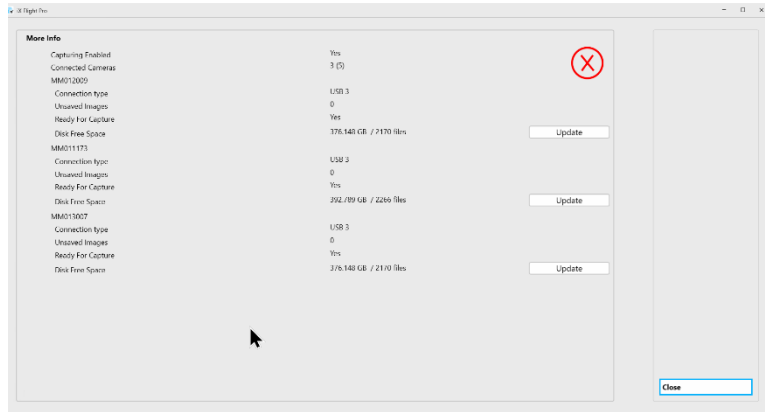 iX Flight Pro
More Info
Capturing Enabled Yes
Connected Cameras 3 (5)
MM012009
Connection type USB 3
Unsaved Images 0
Ready For Capture Yes
Disk Free Space 376.148 GB / 2170 files Update
MM011173
Connection type USB 3
Unsaved Images 0
Ready For Capture Yes
Disk Free Space 392.789 GB / 2266 files Update
MM013007
Connection type USB 3
Unsaved Images 0
Ready For Capture Yes
Disk Free Space 376.148 GB / 2170 files Update
Close